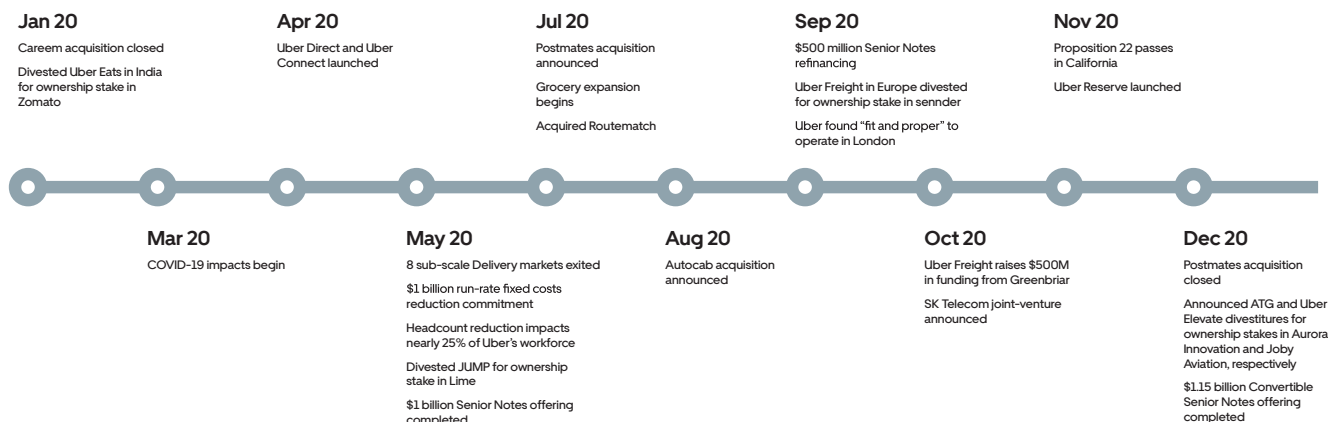 Jan 20
Careem acquisition closed
Divested Uber Eats in India
for ownership stake in
Zomato
Apr 20
Uber Direct and Uber
Connect launched
Jul 20
Postmates acquisition
announced
Grocery expansion
begins
Acquired Routematch
Sep 20
$500 million Senior Notes
refinancing
Uber Freight in Europe divested
for ownership stake in sennder
Uber found “fit and proper” to
operate in London
Nov 20
Proposition 22 passes
in California
Uber Reserve launched
Mar 20
COVID-19 impacts begin
May 20
8 sub-scale Delivery markets exited
$1 billion run-rate fixed costs
reduction commitment
Headcount reduction impacts
nearly 25% of Uber’s workforce
Divested JUMP for ownership
stake in Lime
$1 billion Senior Notes offering
completed
Aug 20
Autocab acquisition
announced
Oct 20
Uber Freight raises $500M
in funding from Greenbriar
SK Telecom joint-venture
announced
Dec 20
Postmates acquisition
closed
Announced ATG and Uber
Elevate divestitures for
ownership stakes in Aurora
Innovation and Joby
Aviation, respectively
$1.15 billion Convertible
Senior Notes offering
completed